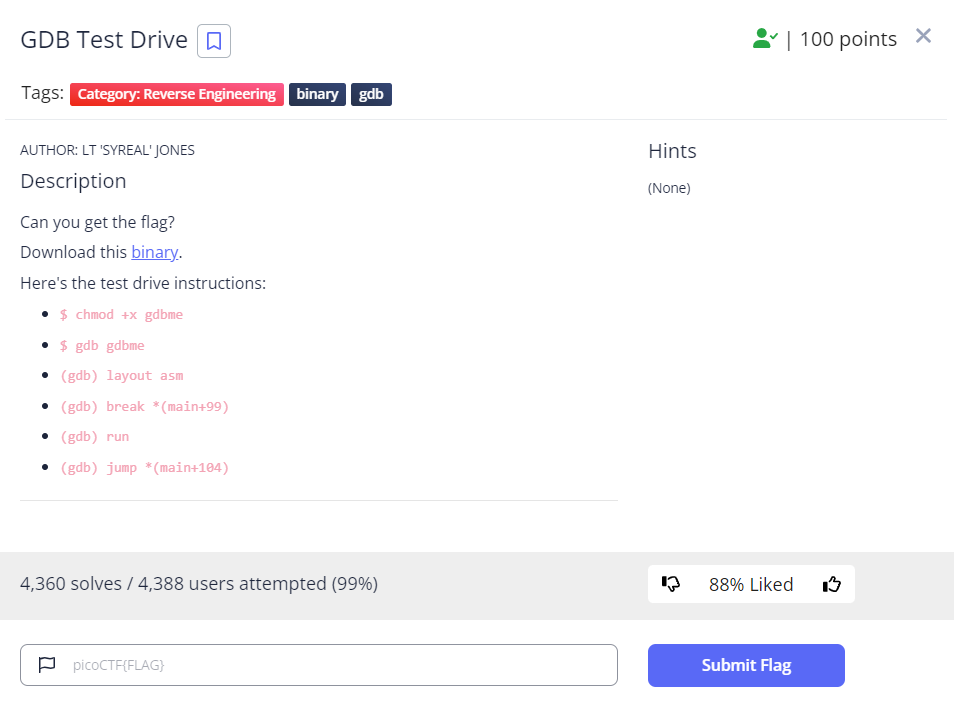 GDB Test Drive
| 100 points
Tags: Category: Reverse Engineering binary gdb
AUTHOR: LT 'SYREAL' JONES
Description
Can you get the flag?
Download this binary.
Here's the test drive instructions:
$ chmod +x gdbme
$ gdb gdbme
(gdb) layout asm
(gdb) break *(main+99)
(gdb) run
(gdb) jump *(main+104)
Hints
(None)
4,360 solves / 4,388 users attempted (99%)
88% Liked
picoCTF{FLAG}
Submit Flag